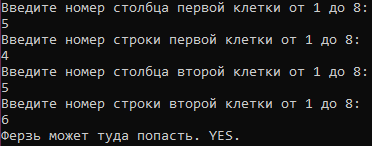 Введите номер столбца первой клетки от 1 до 8:
5
Введите номер строки первой клетки от 1 до 8:
4
Введите номер столбца второй клетки от 1 до 8:
5
Введите номер строки второй клетки от 1 до 8:
6
Ферзь может туда попасть. YES.